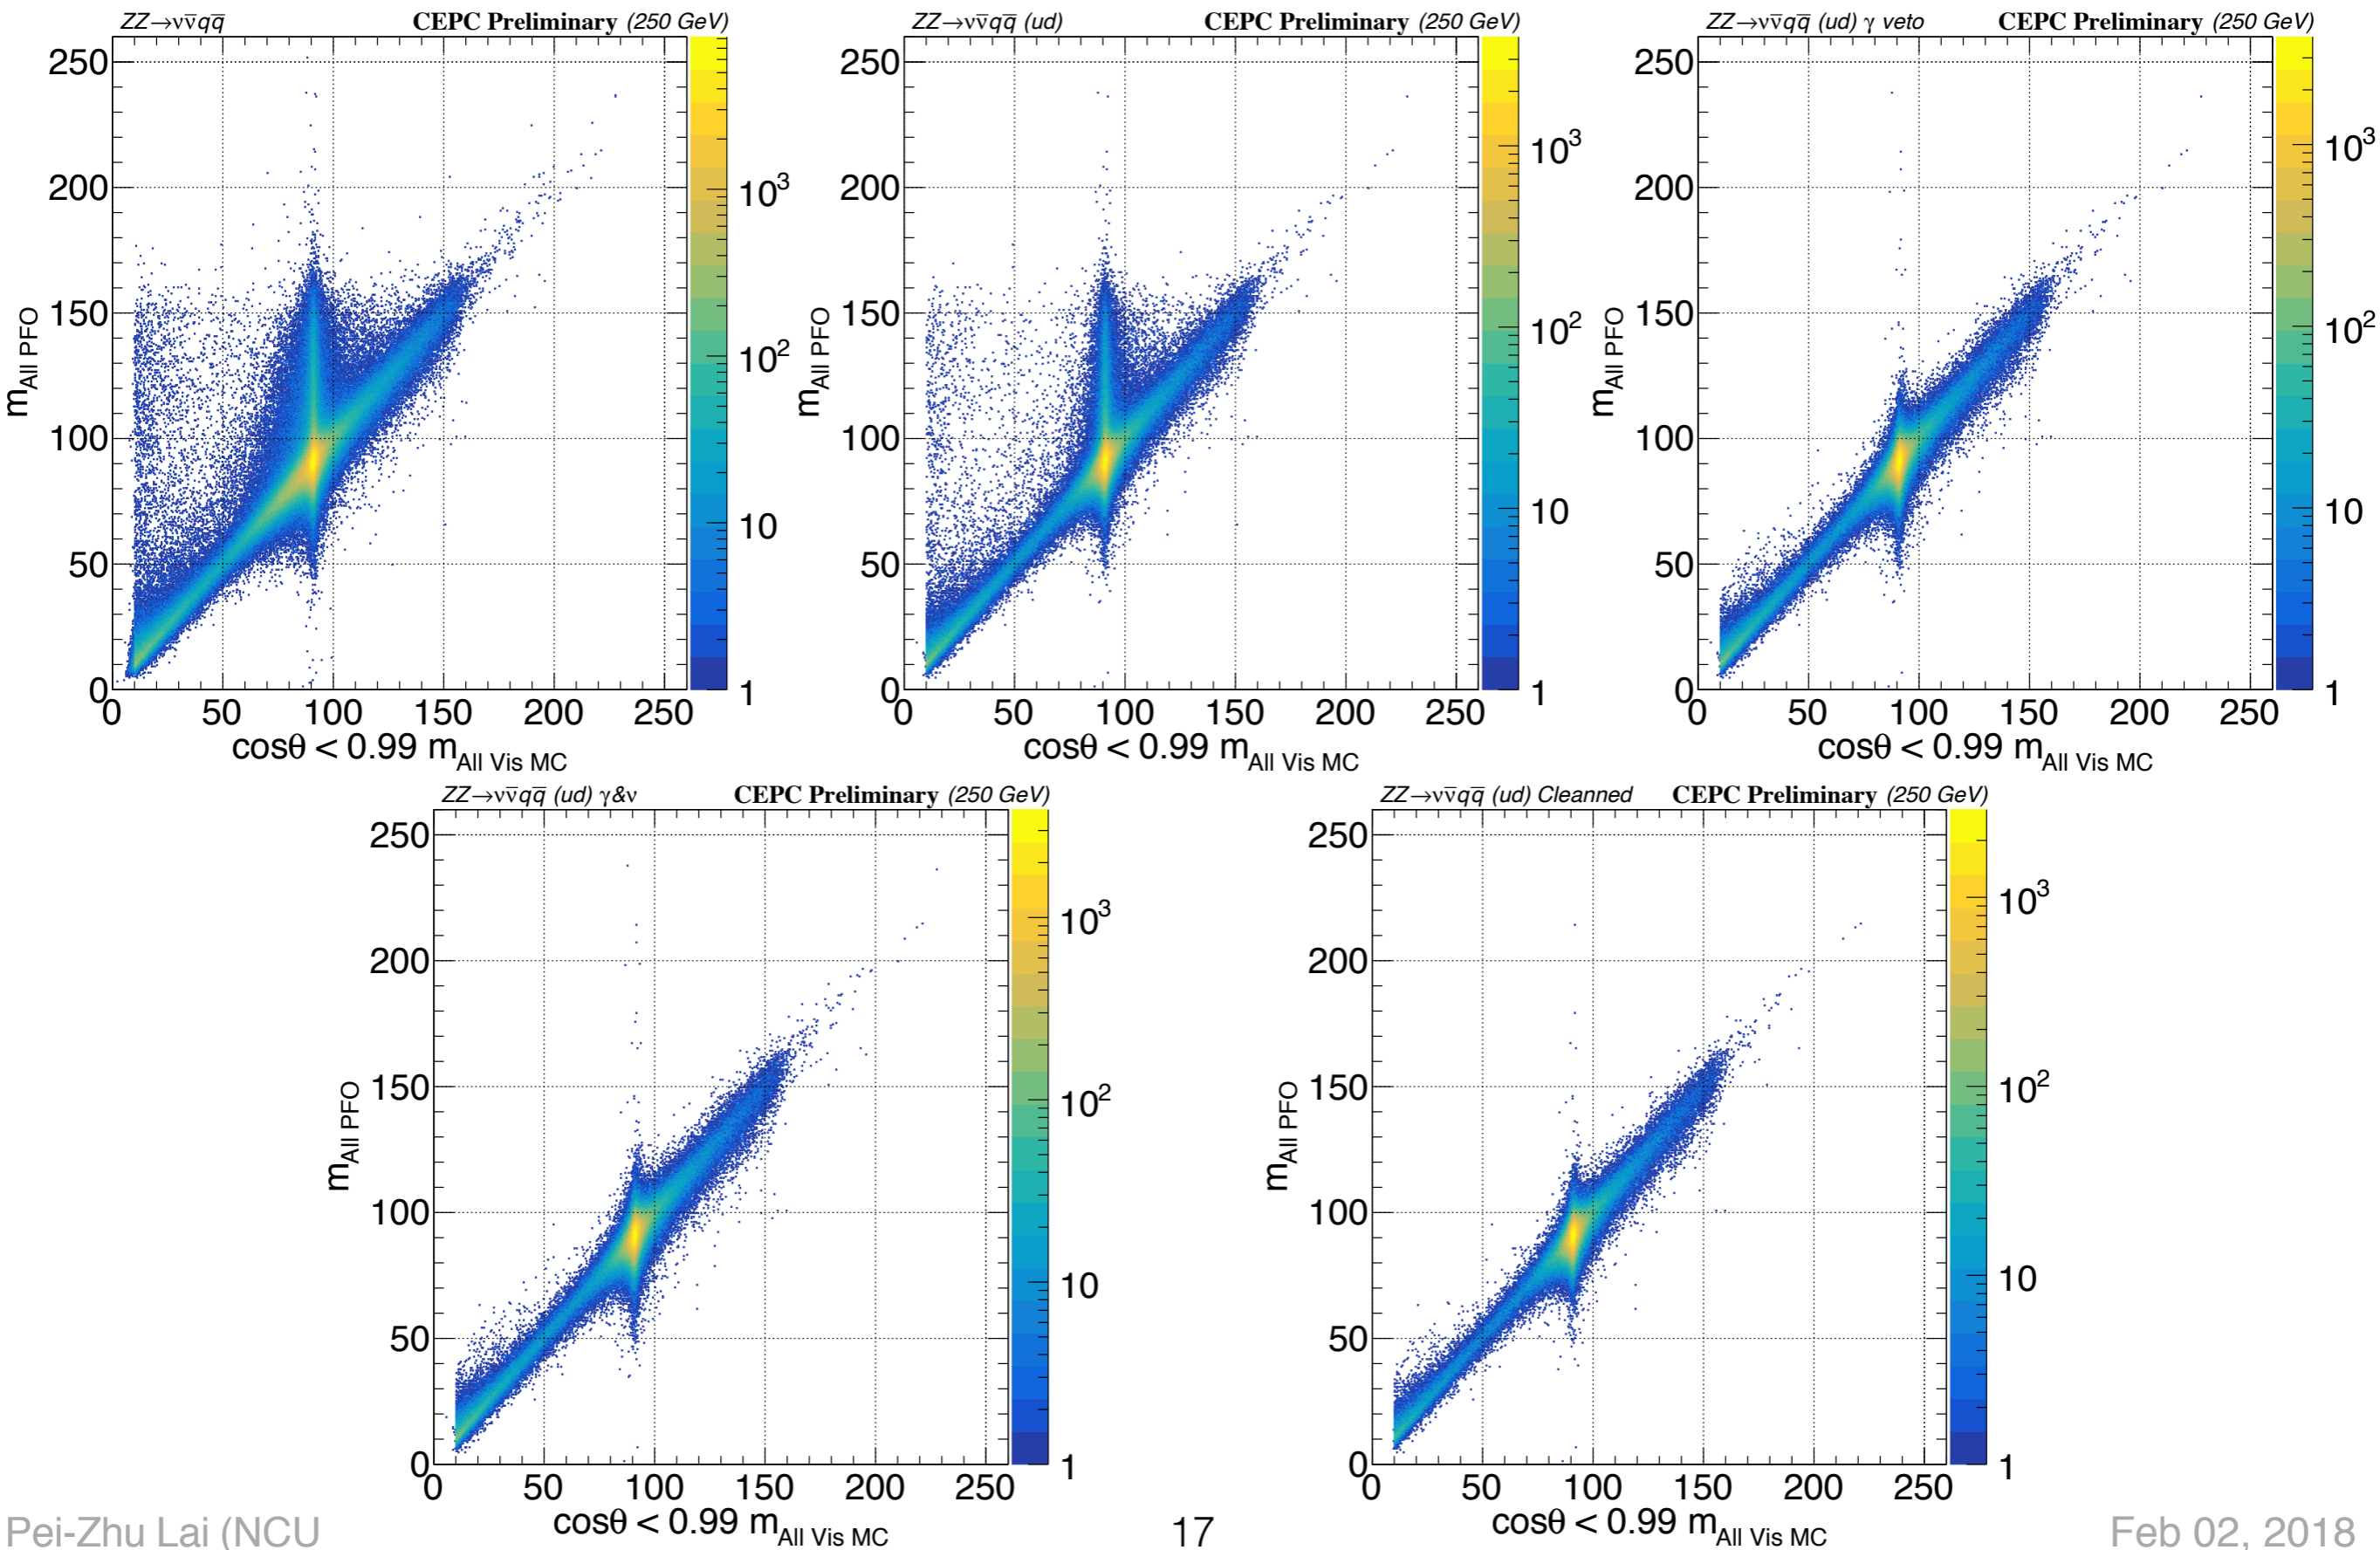 ZZ→νν̅qq̅ CEPC Preliminary (250 GeV)
250
200
150
100
50
0
0 50 100 150 200 250
m_All PFO
cosθ < 0.99 m_All Vis MC
10³
10²
10
1
ZZ→νν̅qq̅ (ud) CEPC Preliminary (250 GeV)
250
200
150
100
50
0
0 50 100 150 200 250
m_All PFO
cosθ < 0.99 m_All Vis MC
10³
10²
10
1
ZZ→νν̅qq̅ (ud) γ veto CEPC Preliminary (250 GeV)
250
200
150
100
50
0
0 50 100 150 200 250
m_All PFO
cosθ < 0.99 m_All Vis MC
10³
10²
10
1
ZZ→νν̅qq̅ (ud) γ&ν CEPC Preliminary (250 GeV)
250
200
150
100
50
0
0 50 100 150 200 250
m_All PFO
cosθ < 0.99 m_All Vis MC
10³
10²
10
1
ZZ→νν̅qq̅ (ud) Cleanned CEPC Preliminary (250 GeV)
250
200
150
100
50
0
0 50 100 150 200 250
m_All PFO
cosθ < 0.99 m_All Vis MC
10³
10²
10
1
Pei-Zhu Lai (NCU 17 Feb 02, 2018